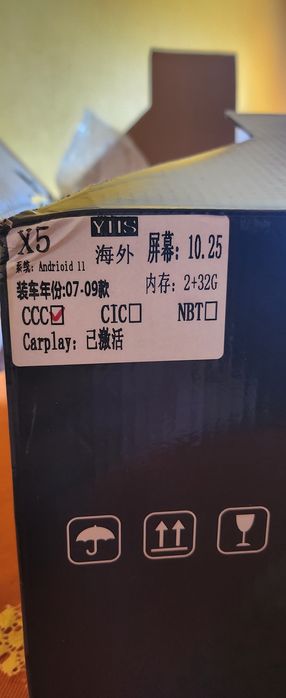 YHS
X5 海外 屏幕: 10.25
系统: Andrioid 11
装车年份:07-09款 内存: 2+32G
CCC☑ CIC☐ NBT☐
Carplay: 已激活